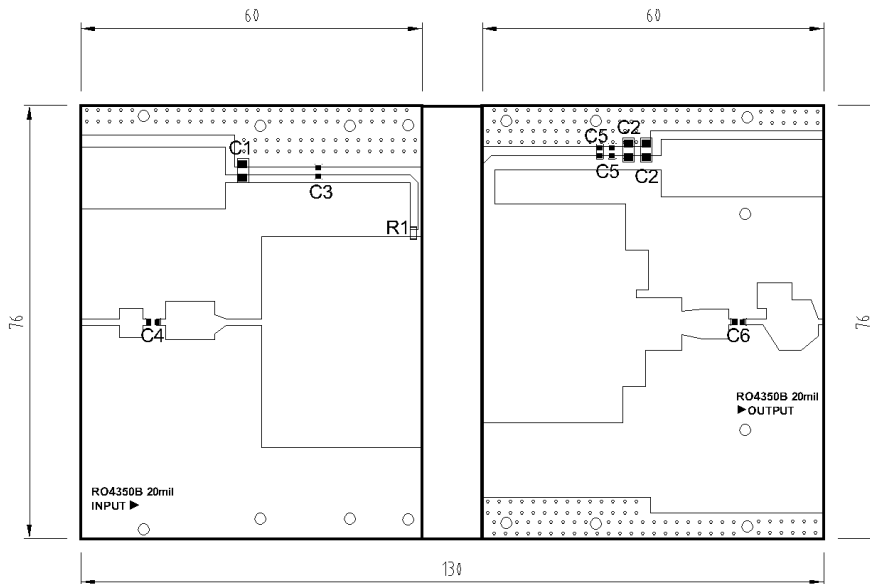 60
60
C1
C3
R1
C5
C2
C5
C2
76
76
C4
C6
RO4350B 20mil
OUTPUT
RO4350B 20mil
INPUT
130